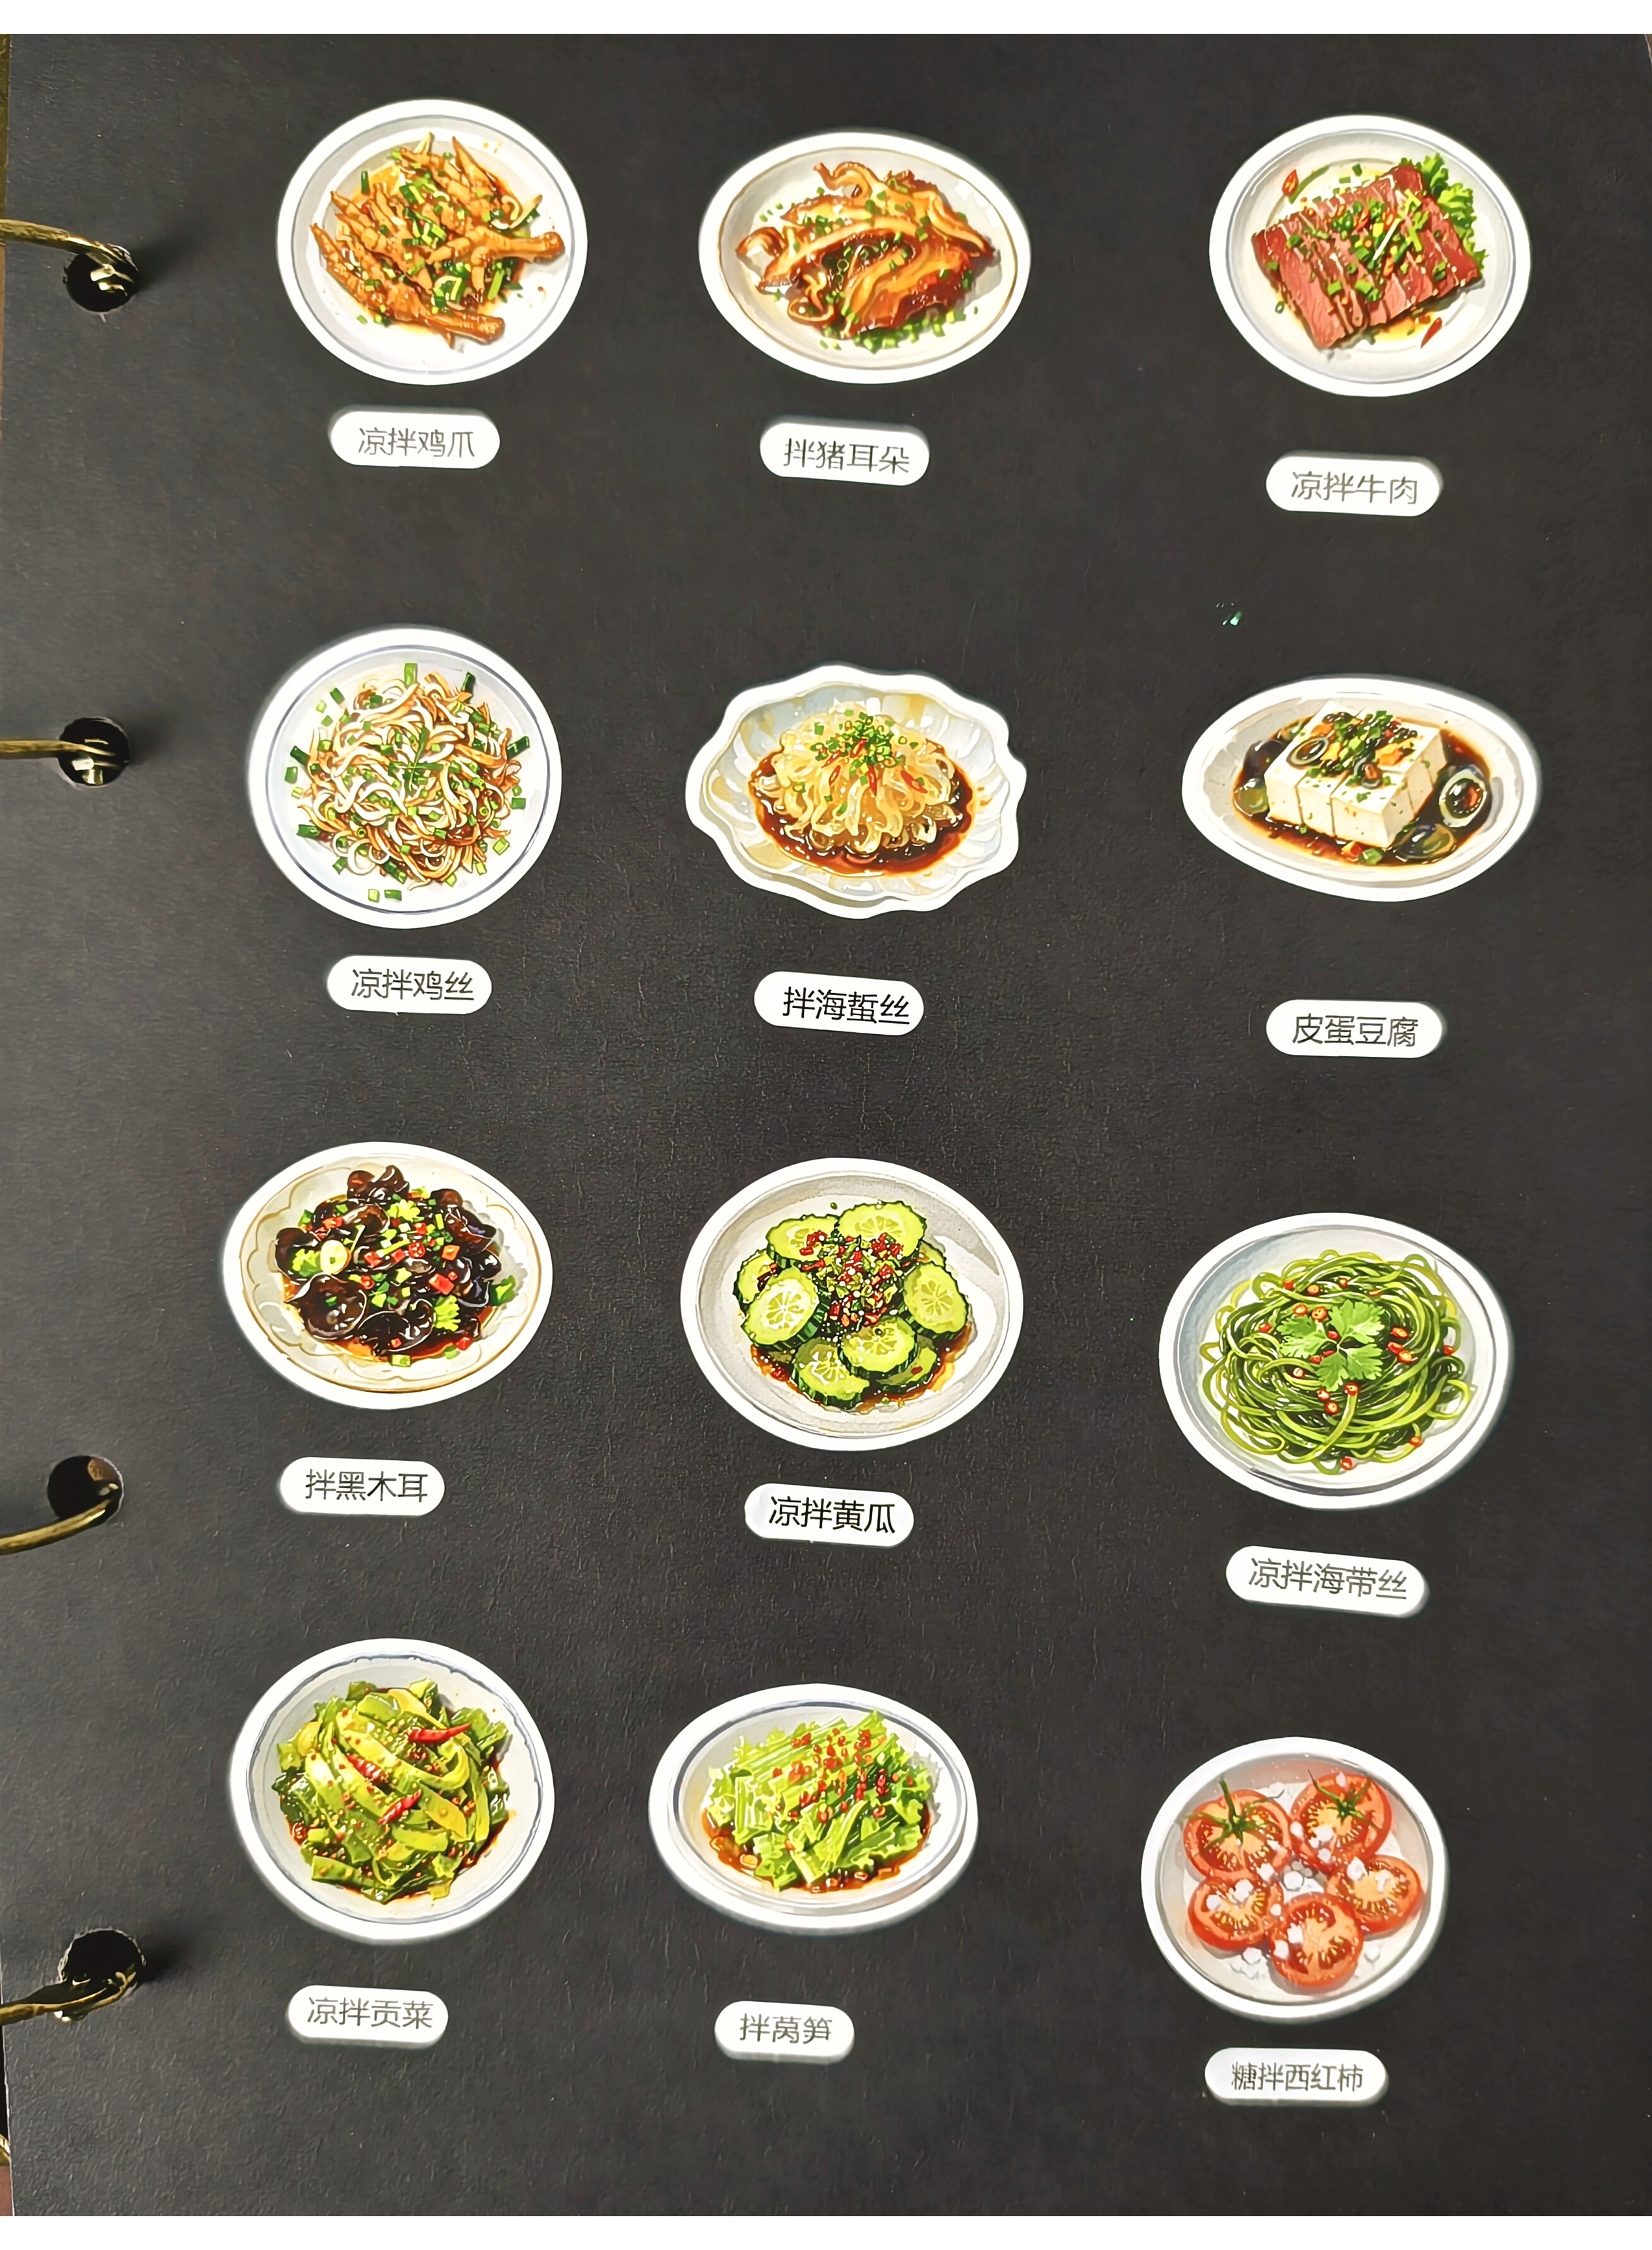 凉拌鸡爪
拌猪耳朵
凉拌牛肉
凉拌鸡丝
拌海蜇丝
皮蛋豆腐
拌黑木耳
凉拌黄瓜
凉拌海带丝
凉拌贡菜
拌莴笋
糖拌西红柿